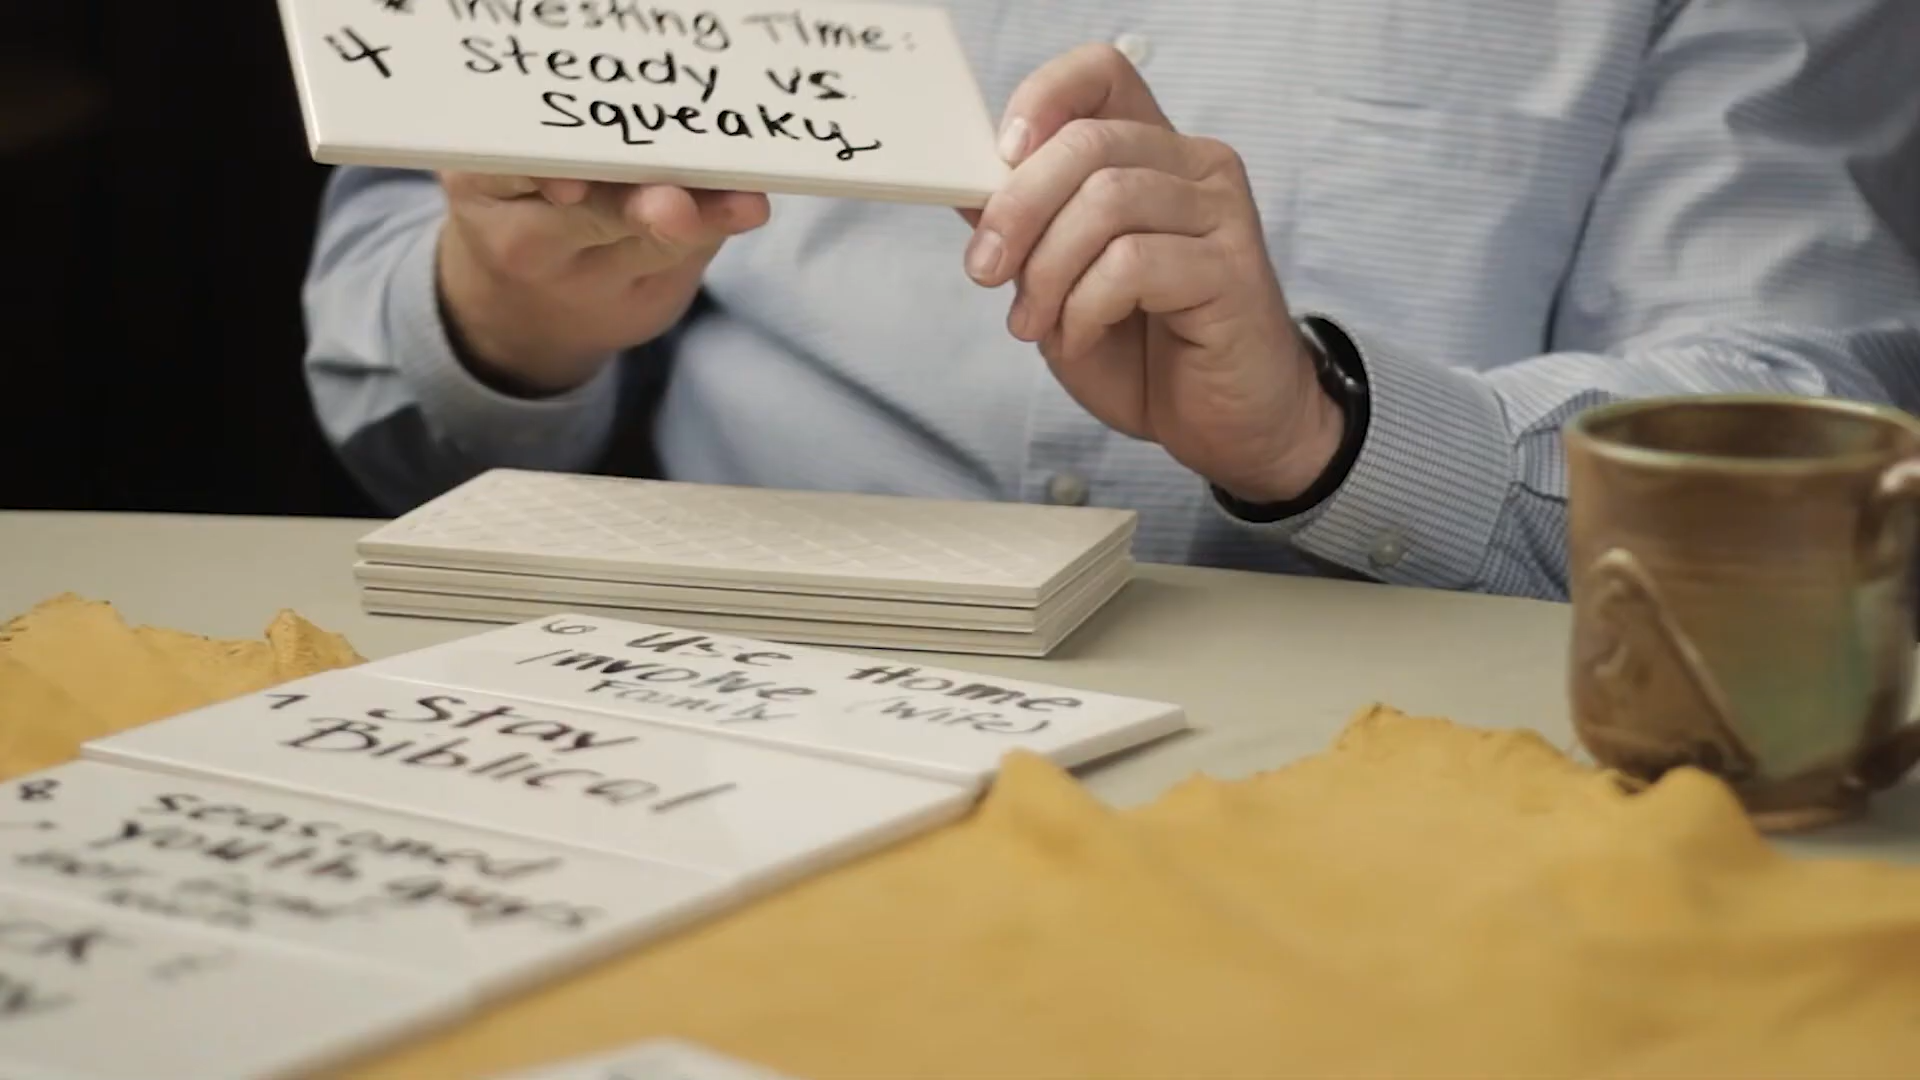 * Investing Time:
4 Steady vs.
Squeaky
6 Use Home
Involve (Wife)
Family
7 Stay
Biblical
8 seasoned
youth guys